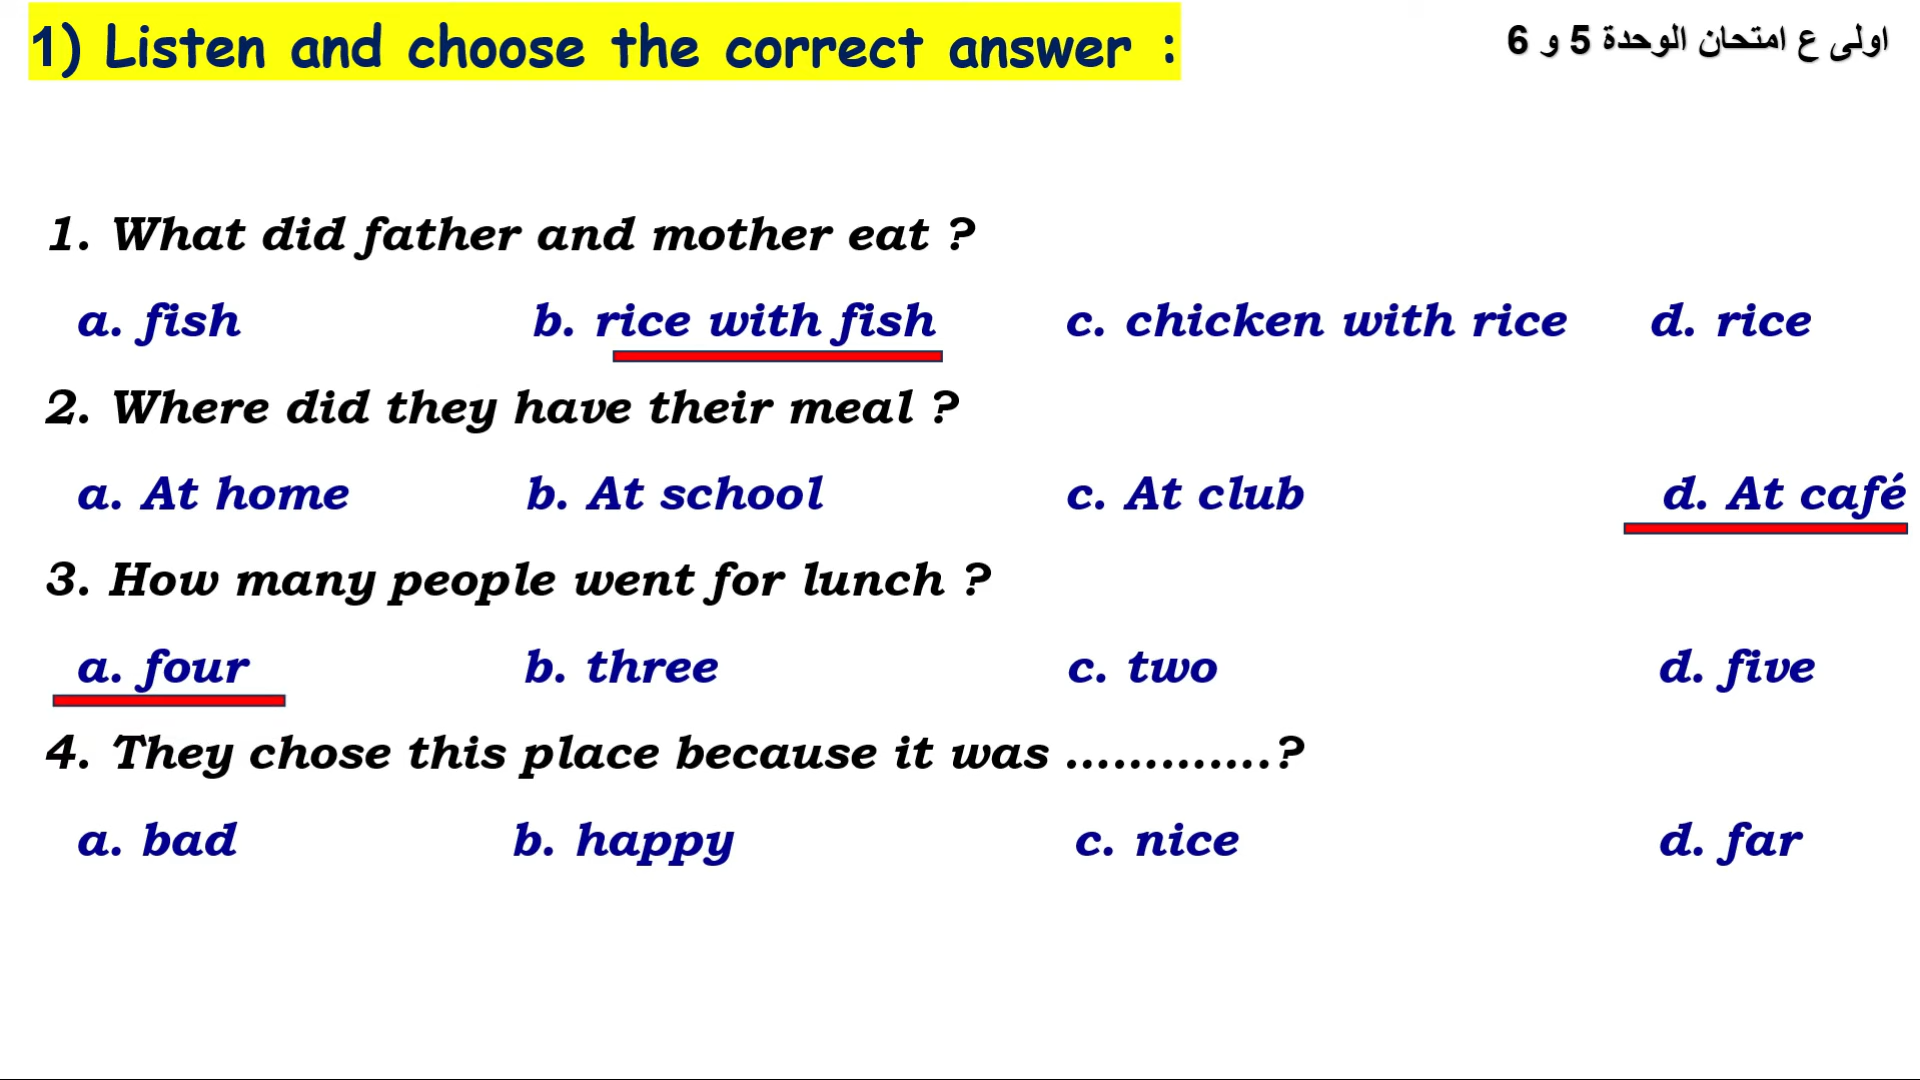 1) Listen and choose the correct answer :
اولى ع امتحان الوحدة 5 و 6
1. What did father and mother eat ?
a. fish b. rice with fish c. chicken with rice d. rice
2. Where did they have their meal ?
a. At home b. At school c. At club d. At café
3. How many people went for lunch ?
a. four b. three c. two d. five
4. They chose this place because it was .............?
a. bad b. happy c. nice d. far